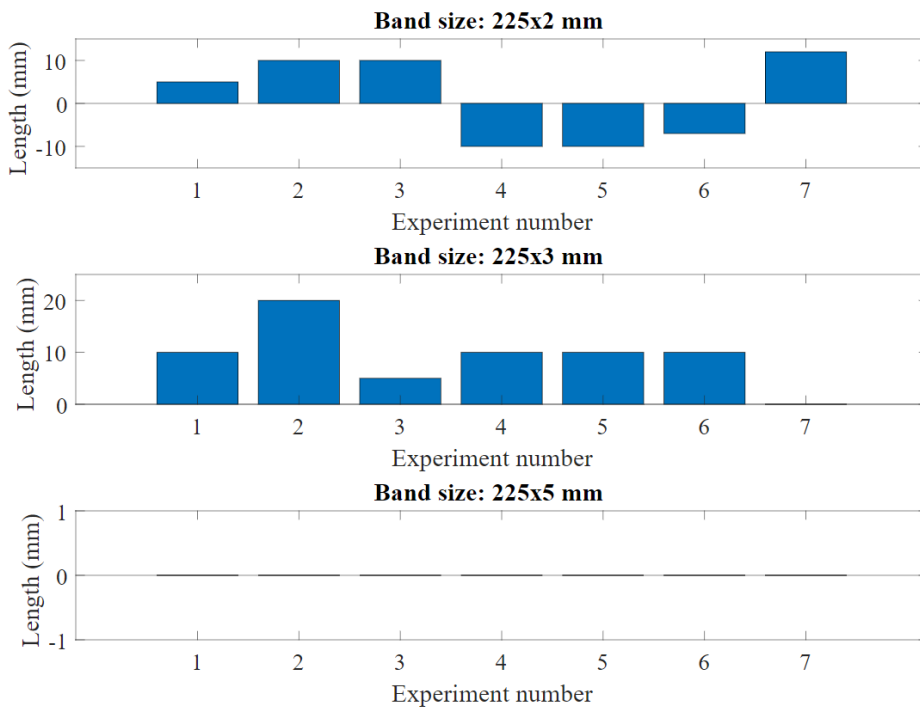 Band size: 225x2 mm
Length (mm)
10
0
-10
1 2 3 4 5 6 7
Experiment number
Band size: 225x3 mm
Length (mm)
20
10
0
1 2 3 4 5 6 7
Experiment number
Band size: 225x5 mm
Length (mm)
1
0
-1
1 2 3 4 5 6 7
Experiment number